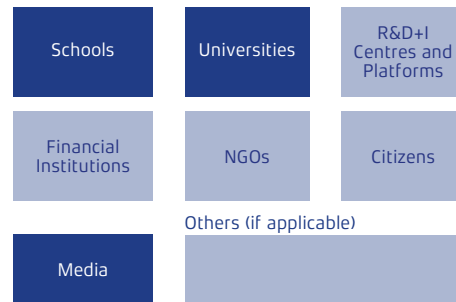 Schools
Universities
R&D+I
Centres and
Platforms
Financial
Institutions
NGOs
Citizens
Others (if applicable)
Media